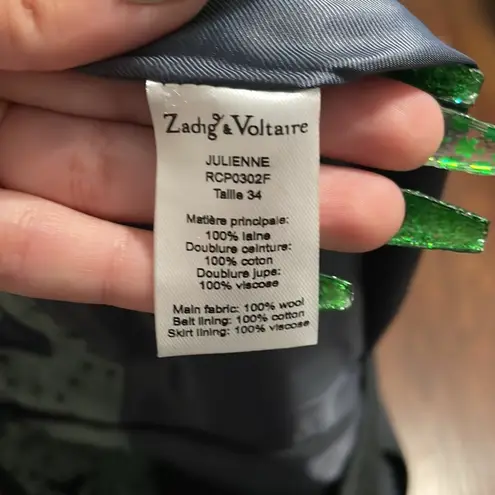 Zadig & Voltaire
JULIENNE
RCP0302F
Taille 34
Matière principale:
100% laine
Doublure ceinture:
100% coton
Doublure jupe:
100% viscose
Main fabric: 100% wool
Belt lining: 100% cotton
Skirt lining: 100% viscose